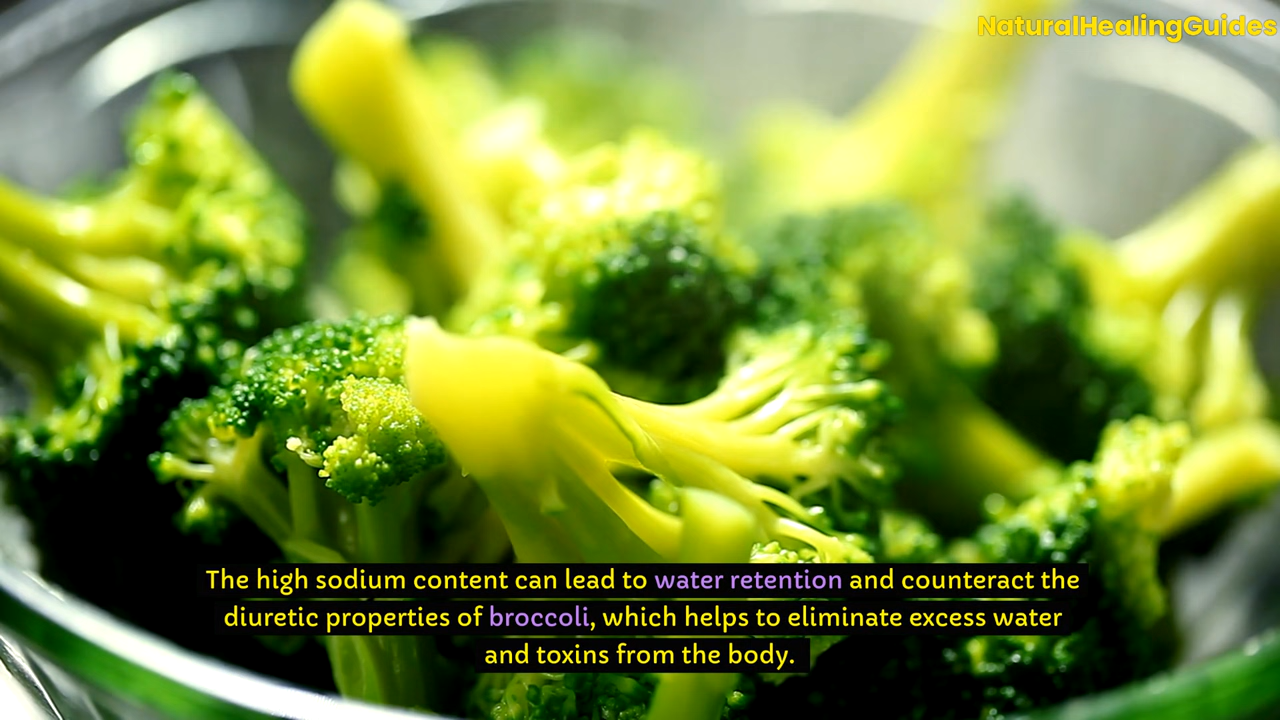 NaturalHealingGuides
The high sodium content can lead to water retention and counteract the
diuretic properties of broccoli, which helps to eliminate excess water
and toxins from the body.